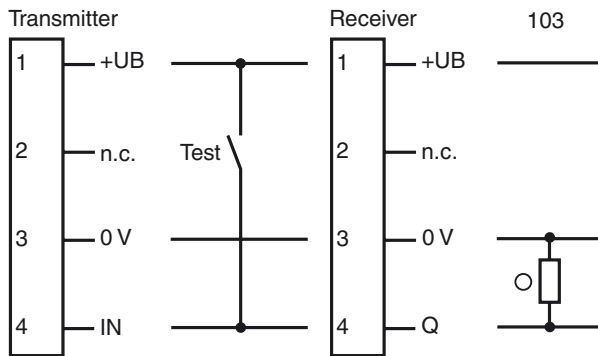 Transmitter Receiver 103
1 +UB 1 +UB
2 n.c. Test 2 n.c.
3 0 V 3 0 V
4 IN 4 Q